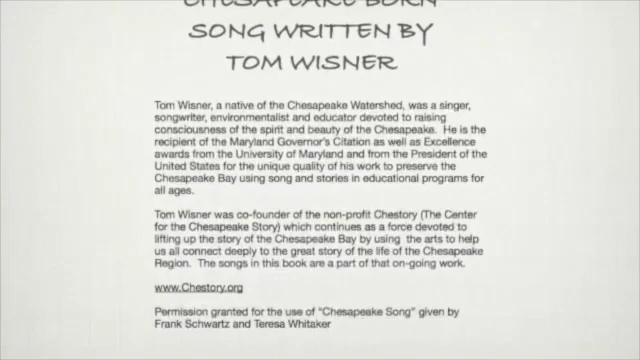 CHESAPEAKE BORN
SONG WRITTEN BY
TOM WISNER
Tom Wisner, a native of the Chesapeake Watershed, was a singer,
songwriter, environmentalist and educator devoted to raising
consciousness of the spirit and beauty of the Chesapeake. He is the
recipient of the Maryland Governor's Citation as well as Excellence
awards from the University of Maryland and from the President of the
United States for the unique quality of his work to preserve the
Chesapeake Bay using song and stories in educational programs for
all ages.
Tom Wisner was co-founder of the non-profit Chestory (The Center
for the Chesapeake Story) which continues as a force devoted to
lifting up the story of the Chesapeake Bay by using the arts to help
us all connect deeply to the great story of the life of the Chesapeake
Region. The songs in this book are a part of that on-going work.
www.Chestory.org
Permission granted for the use of "Chesapeake Song" given by
Frank Schwartz and Teresa Whitaker